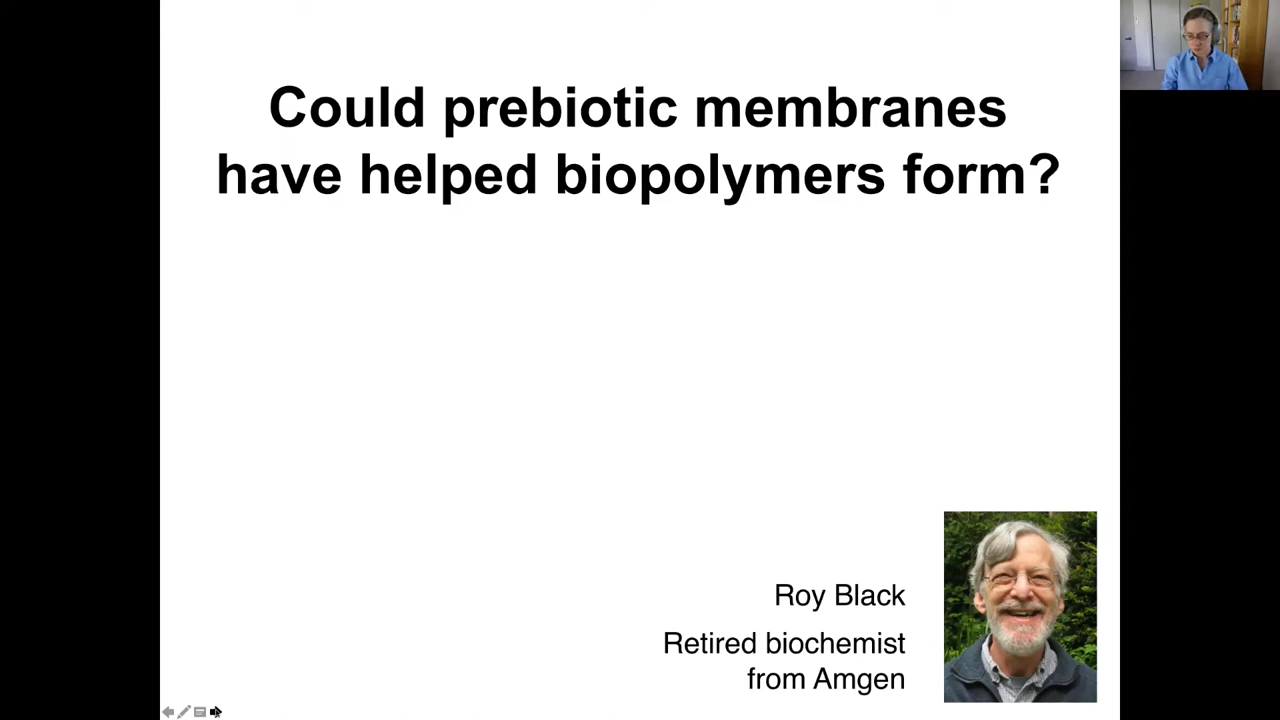 Could prebiotic membranes
have helped biopolymers form?
Roy Black
Retired biochemist
from Amgen